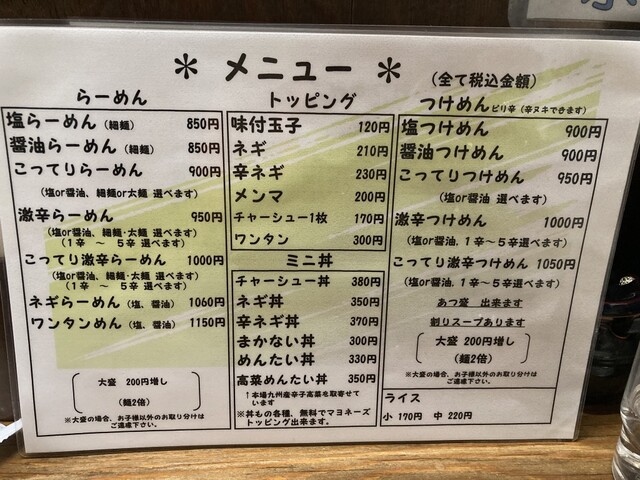 ＊ メニュー ＊
(全て税込金額)
らーめん
塩らーめん (細麺) 850円
醤油らーめん (細麺) 850円
こってりらーめん 900円
(塩or醤油、細麺or太麺 選べます)
激辛らーめん 950円
(塩or醤油、細麺・太麺 選べます)
(1辛 ～ 5辛 選べます)
こってり激辛らーめん 1000円
(塩or醤油、細麺・太麺 選べます)
(1辛 ～ 5辛 選べます)
ネギらーめん (塩、醤油) 1060円
ワンタンめん (塩、醤油) 1150円
大盛 200円増し
(麺2倍)
※大盛の場合、お子様以外のお取り分けは
ご遠慮下さい。
トッピング
味付玉子 120円
ネギ 210円
辛ネギ 230円
メンマ 200円
チャーシュー1枚 170円
ワンタン 300円
ミニ丼
チャーシュー丼 380円
ネギ丼 350円
辛ネギ丼 370円
まかない丼 300円
めんたい丼 330円
高菜めんたい丼 350円
↑本場九州産辛子高菜を取寄せて
います
※丼もの各種、無料でマヨネーズ
トッピング出来ます。
つけめん ピリ辛 (辛ヌキできます)
塩つけめん 900円
醤油つけめん 900円
こってりつけめん 950円
(塩or醤油 選べます)
激辛つけめん 1000円
(塩or醤油、1辛～5辛 選べます)
こってり激辛つけめん 1050円
(塩or醤油、1辛～5辛 選べます)
あつ盛 出来ます
割りスープあります
大盛 200円増し
(麺2倍)
※大盛の場合、お子様以外のお取り分けは
ご遠慮下さい。
ライス
小 170円 中 220円